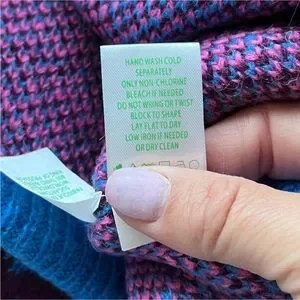 HAND WASH COLD
SEPARATELY
ONLY NON-CHLORINE
BLEACH IF NEEDED
DO NOT WRING OR TWIST
BLOCK TO SHAPE
LAY FLAT TO DRY
LOW IRON IF NEEDED
OR DRY CLEAN